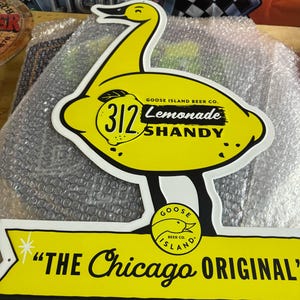 GOOSE ISLAND BEER CO.
312 Lemonade
SHANDY
GOOSE
BEER CO.
ISLAND
"THE Chicago ORIGINAL"